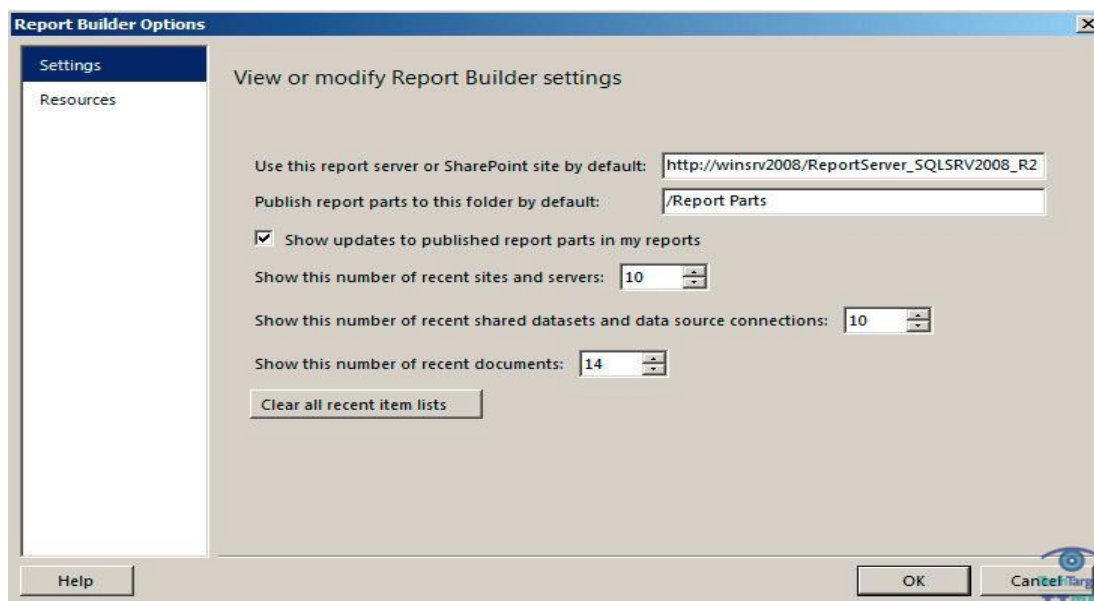 Report Builder Options
Settings
Resources
View or modify Report Builder settings
Use this report server or SharePoint site by default: http://winsrv2008/ReportServer_SQLSRV2008_R2
Publish report parts to this folder by default: /Report Parts
Show updates to published report parts in my reports
Show this number of recent sites and servers: 10
Show this number of recent shared datasets and data source connections: 10
Show this number of recent documents: 14
Clear all recent item lists
Help
OK
Cancel